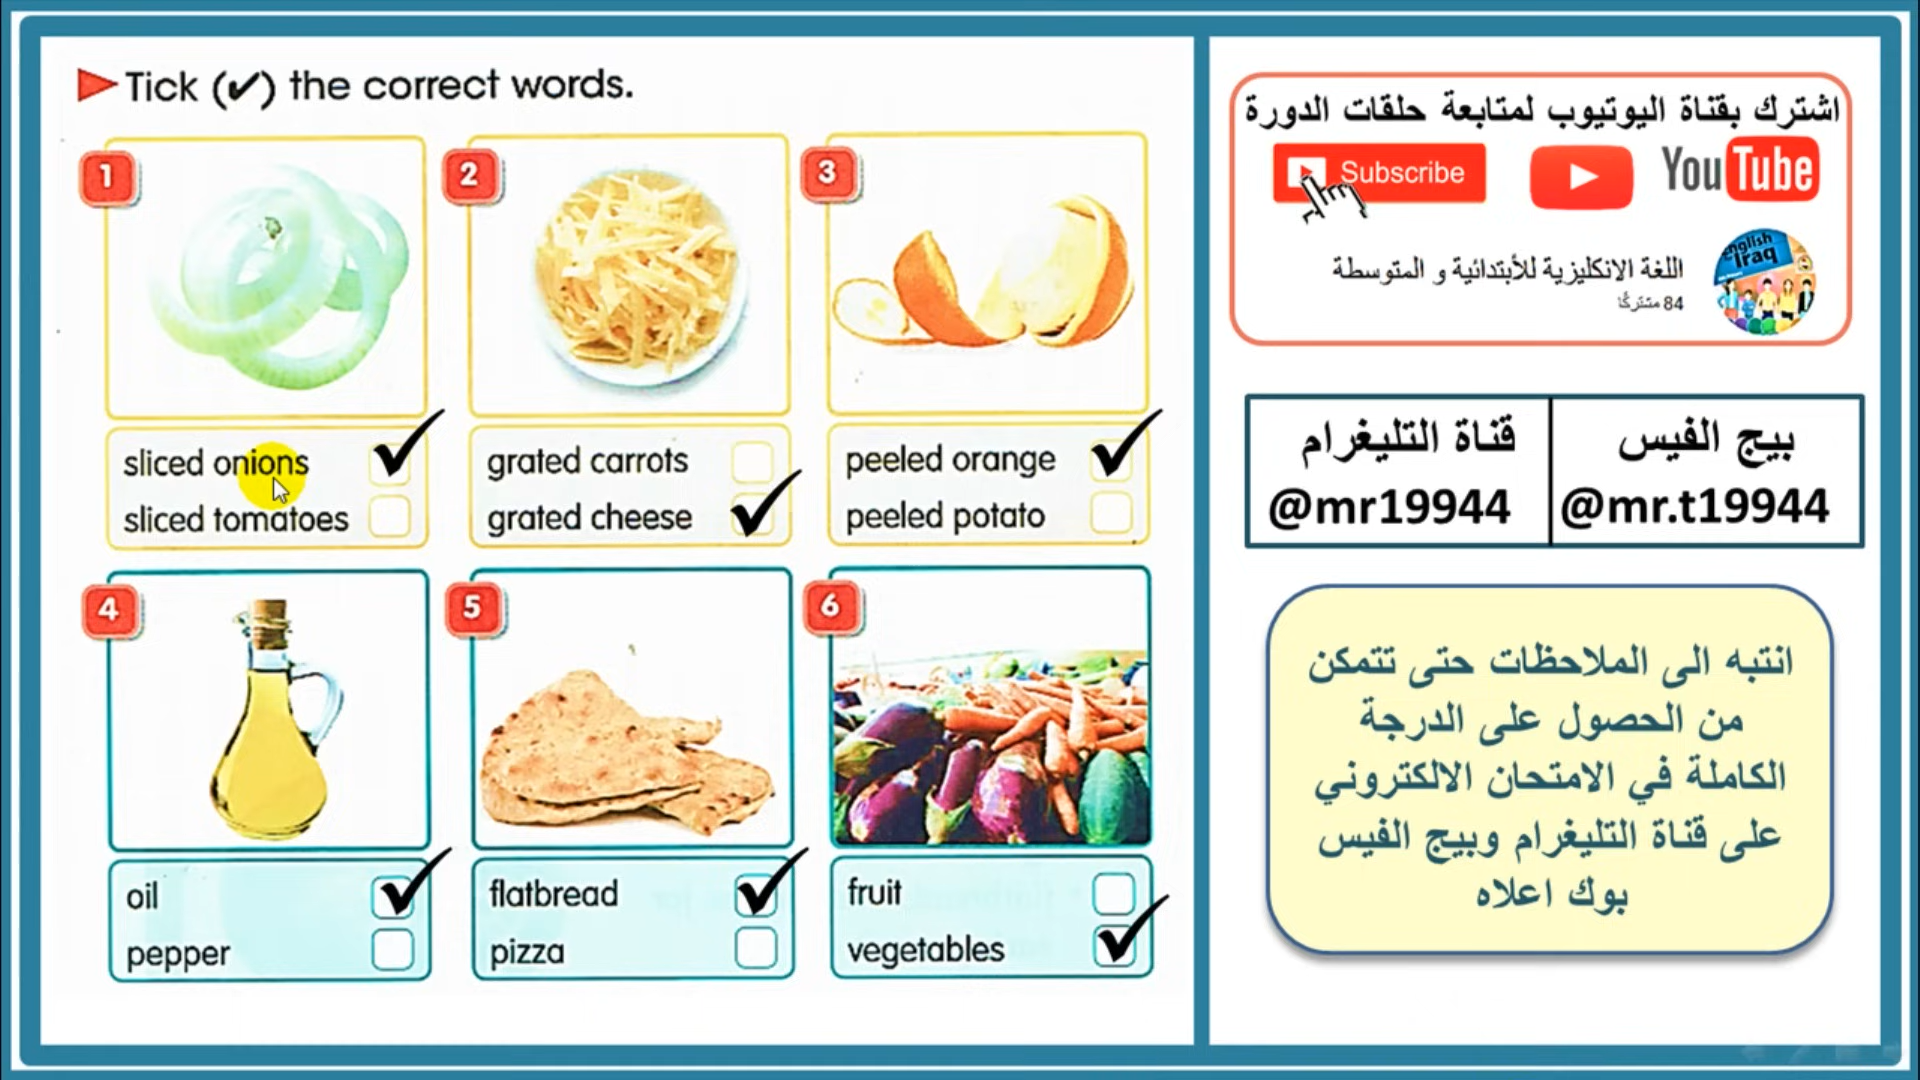 Tick (✔) the correct words.
1
sliced onions
sliced tomatoes
2
grated carrots
grated cheese
3
peeled orange
peeled potato
4
oil
pepper
5
flatbread
pizza
6
fruit
vegetables
اشترك بقناة اليوتيوب لمتابعة حلقات الدورة
Subscribe
YouTube
اللغة الانكليزية للأبتدائية و المتوسطة
84 مشتركًا
English
Iraq
قناة التليغرام
@mr19944
بيج الفيس
@mr.t19944
انتبه الى الملاحظات حتى تتمكن
من الحصول على الدرجة
الكاملة في الامتحان الالكتروني
على قناة التليغرام وبيج الفيس
بوك اعلاه